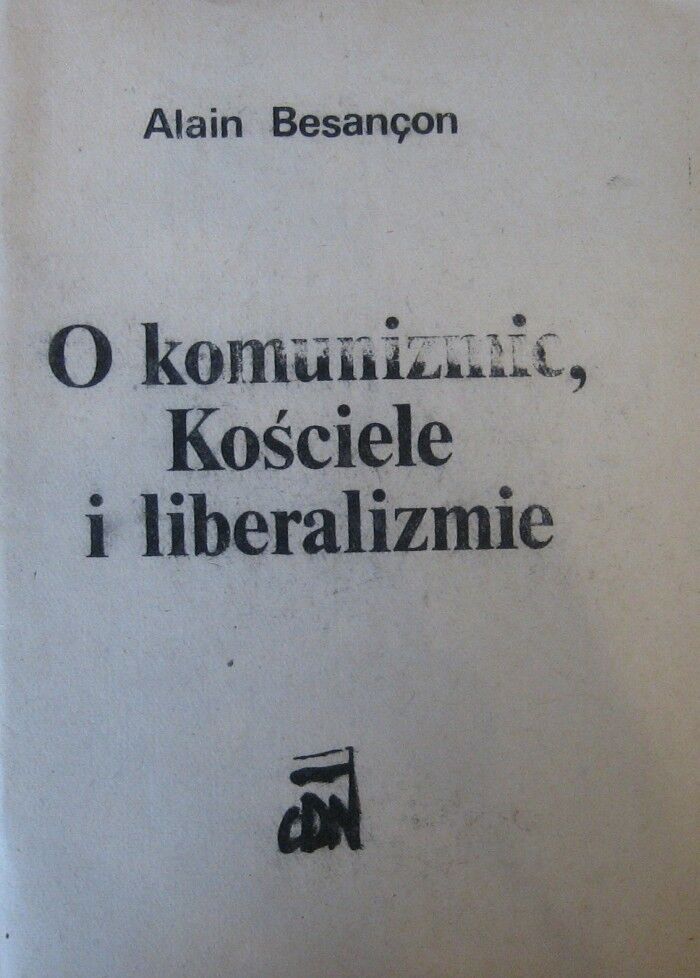 Alain Besançon
O komunizmie,
Kościele
i liberalizmie
CDN